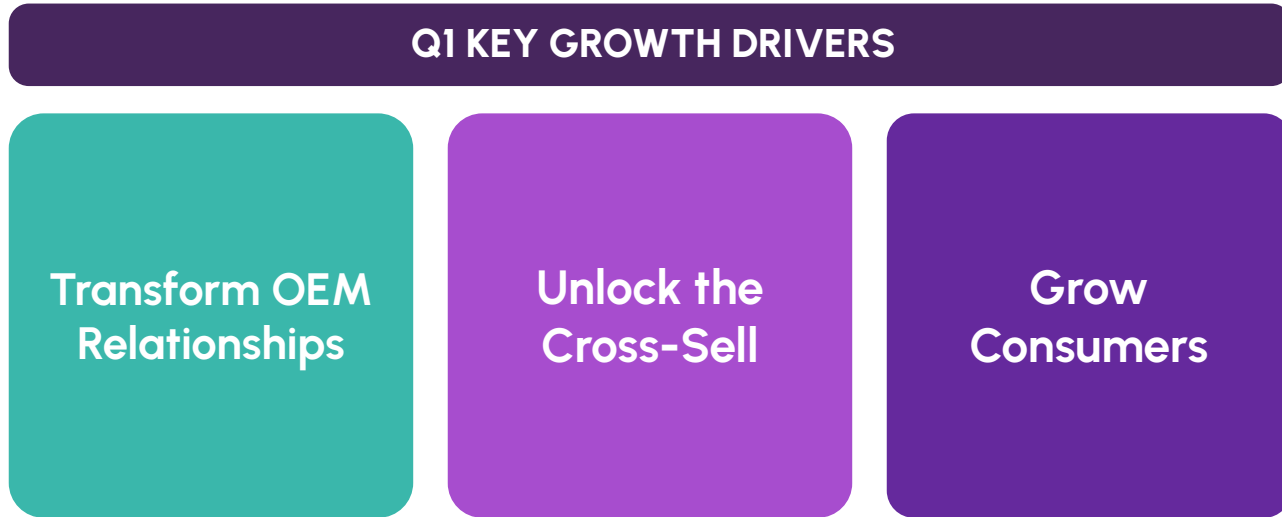 Q1 KEY GROWTH DRIVERS
Transform OEM
Relationships
Unlock the
Cross-Sell
Grow
Consumers